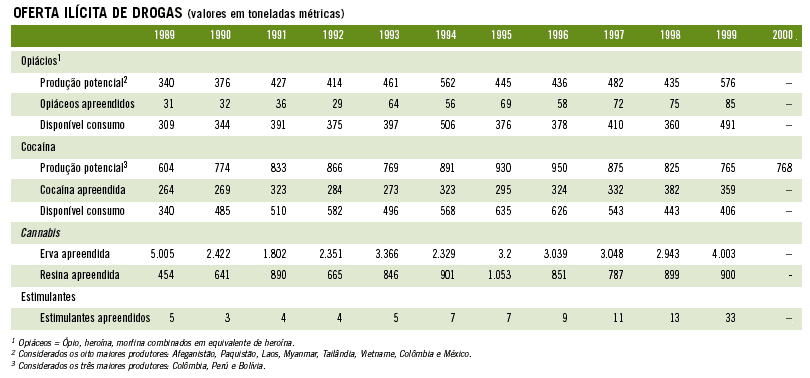 OFERTA ILÍCITA DE DROGAS (valores em toneladas métricas)
1989 1990 1991 1992 1993 1984 1995 1986 1997 1998 1999 2000
Opiácios1
Produção potencial2 340 376 427 414 461 562 445 436 482 435 576 –
Opiáceos apreendidos 31 32 36 29 64 56 69 58 72 75 85 –
Disponível consumo 309 344 391 375 397 506 376 378 410 360 491 –
Cocaína
Produção potencial3 604 774 833 866 769 891 930 950 875 825 765 768
Cocaína apreendida 264 269 323 284 273 323 295 324 332 382 359 –
Disponível consumo 340 485 510 582 496 568 635 626 543 443 406 –
Cannabis
Erva apreendida 5.005 2.422 1.802 2.351 3.366 2.329 3.2 3.039 3.048 2.943 4.003 –
Resina apreendida 454 641 890 665 846 901 1.053 851 787 899 900 -
Estimulantes
Estimulantes apreendidos 5 3 4 4 5 7 7 9 11 13 33 –
1 Opiáceos = Ópio, heroína, morfina combinados em equivalente de heroína.
2 Considerados os oito maiores produtores: Afeganistão, Paquistão, Laos, Myanmar, Tailândia, Vietname, Colômbia e México.
3 Considerados os três maiores produtores: Colômbia, Perú e Bolívia.